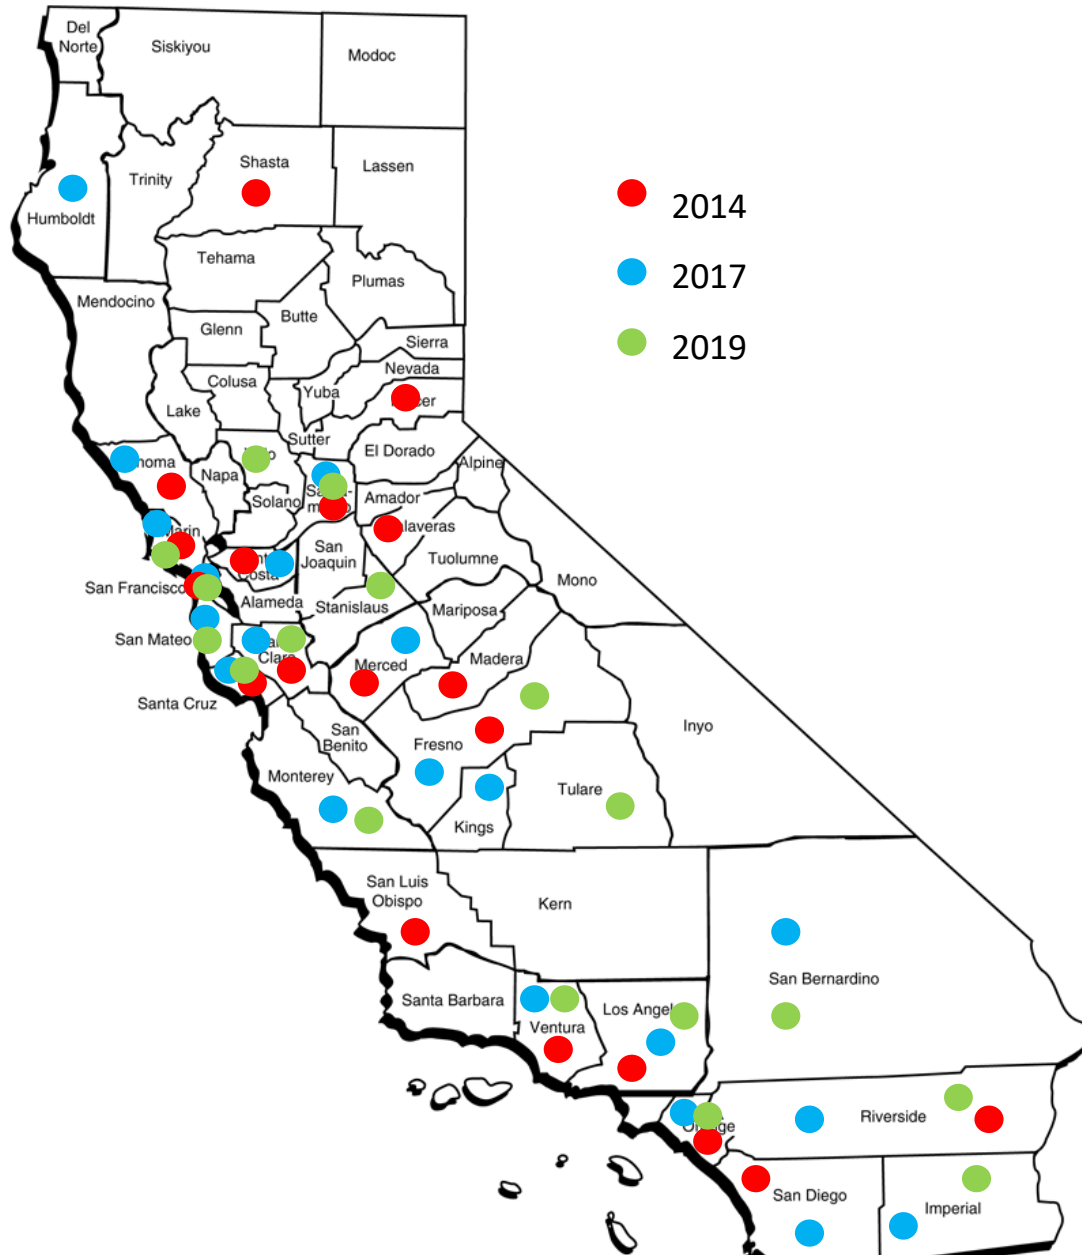 Del
Norte
Siskiyou
Modoc
Shasta
Lassen
Trinity
Humboldt
2014
Tehama
Plumas
2017
Mendocino
Butte
Glenn
Sierra
2019
Nevada
Colusa
Yuba
Lake
Sutter
El Dorado
Alpine
Napa
Solano
Amador
San
Joaquin
Tuolumne
Mono
San Francisco
Alameda
Stanislaus
Mariposa
San Mateo
Merced
Madera
Santa Cruz
San
Benito
Fresno
Inyo
Monterey
Tulare
Kings
San Luis
Obispo
Kern
San Bernardino
Santa Barbara
Los
Ventura
Riverside
San Diego
Imperial